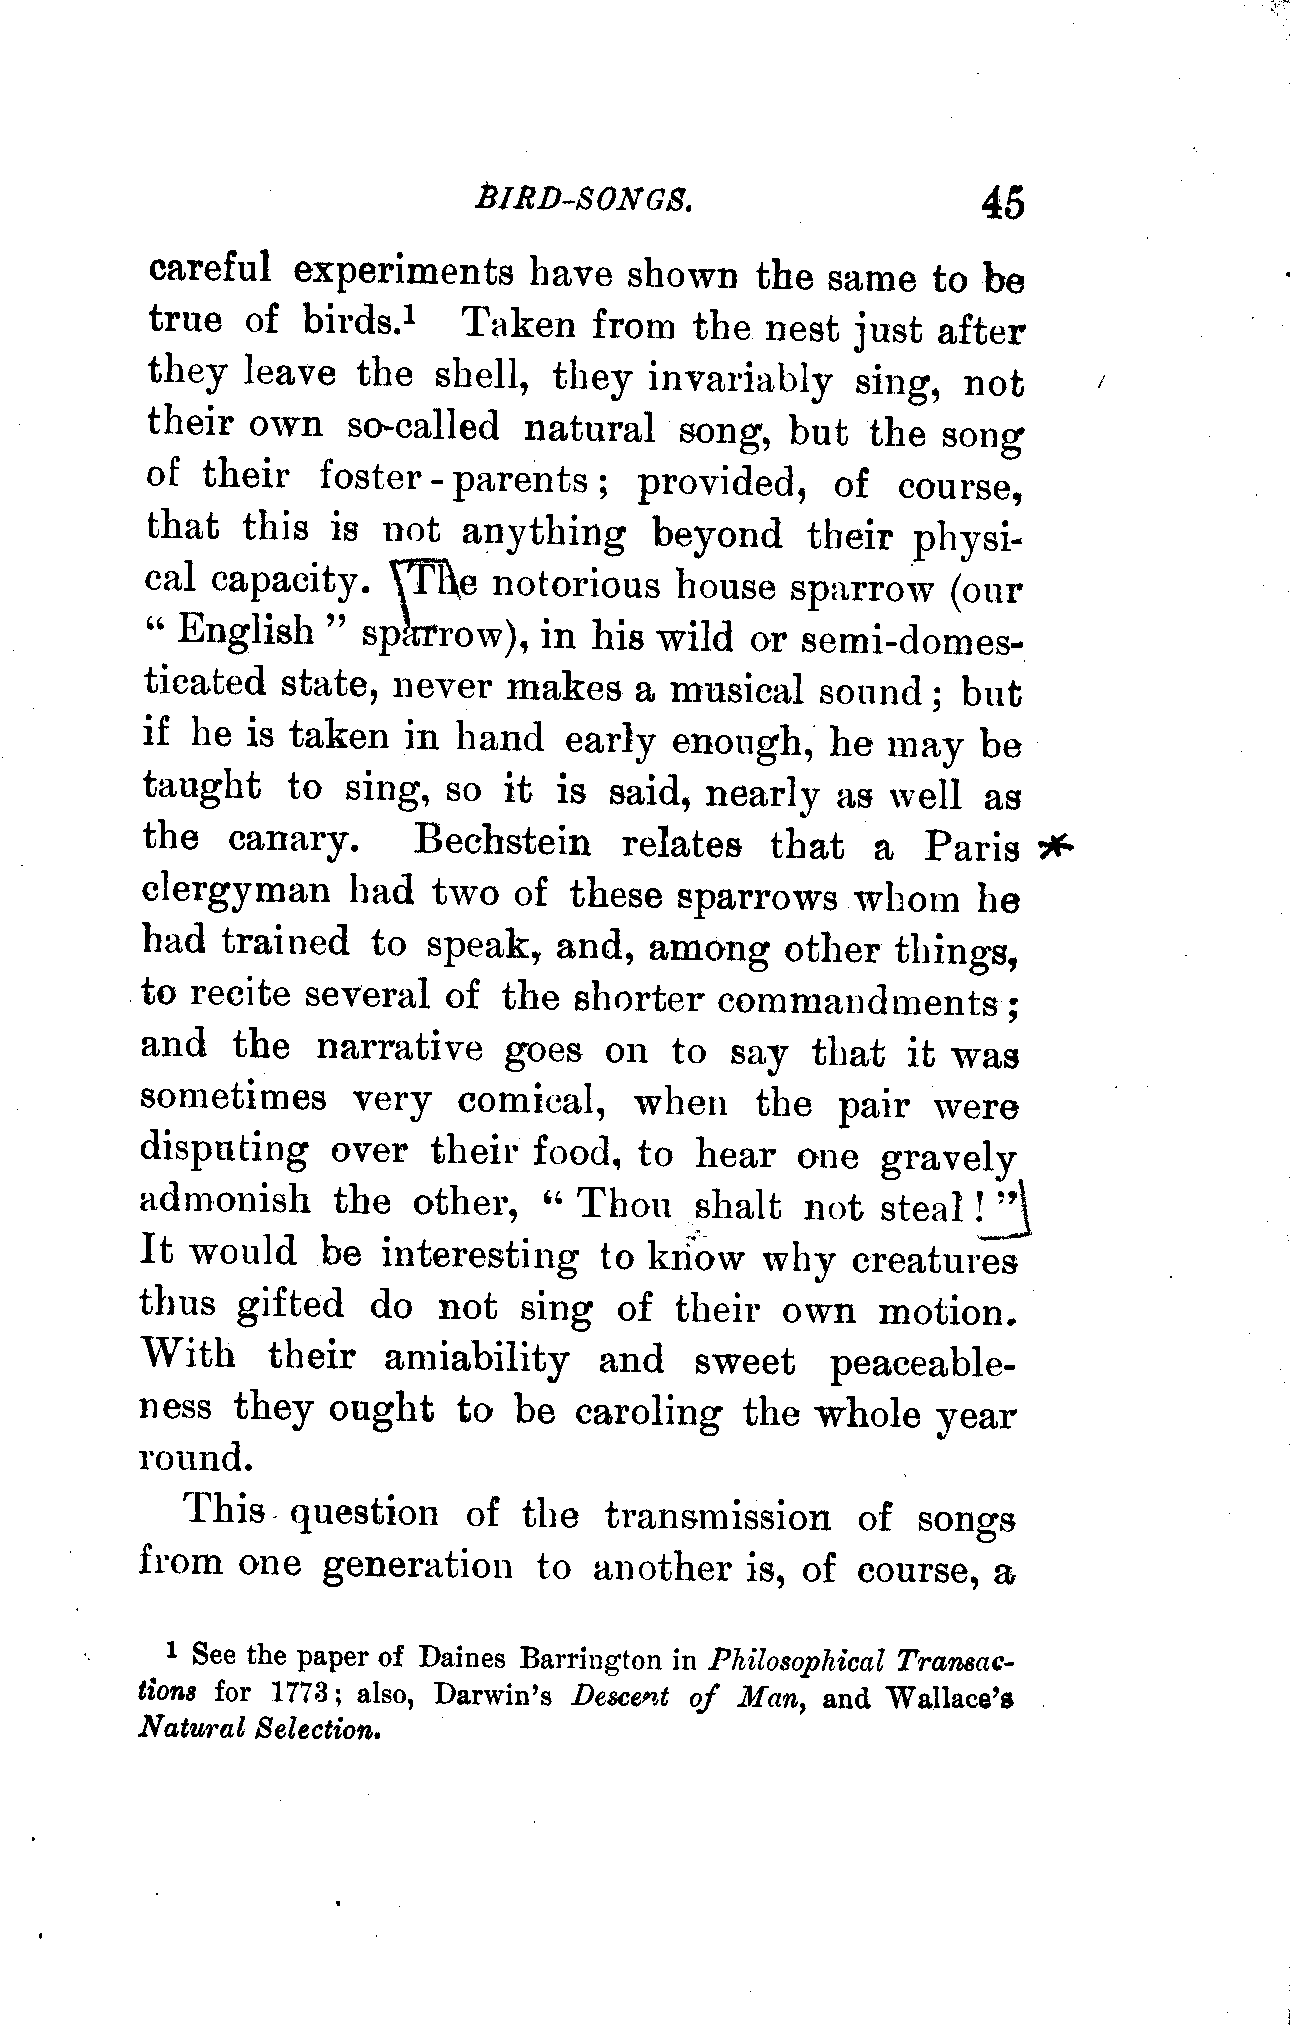 BIRD-SONGS. 45
careful experiments have shown the same to be
true of birds.¹ Taken from the nest just after
they leave the shell, they invariably sing, not
their own so-called natural song, but the song
of their foster-parents; provided, of course,
that this is not anything beyond their physi-
cal capacity. The notorious house sparrow (our
“English” sparrow), in his wild or semi-domes-
ticated state, never makes a musical sound; but
if he is taken in hand early enough, he may be
taught to sing, so it is said, nearly as well as
the canary. Bechstein relates that a Paris *
clergyman had two of these sparrows whom he
had trained to speak, and, among other things,
to recite several of the shorter commandments;
and the narrative goes on to say that it was
sometimes very comical, when the pair were
disputing over their food, to hear one gravely
admonish the other, “Thou shalt not steal!”
It would be interesting to know why creatures
thus gifted do not sing of their own motion.
With their amiability and sweet peaceable-
ness they ought to be caroling the whole year
round.
This question of the transmission of songs
from one generation to another is, of course, a
¹ See the paper of Daines Barrington in Philosophical Transac-
tions for 1773; also, Darwin's Descent of Man, and Wallace's
Natural Selection.